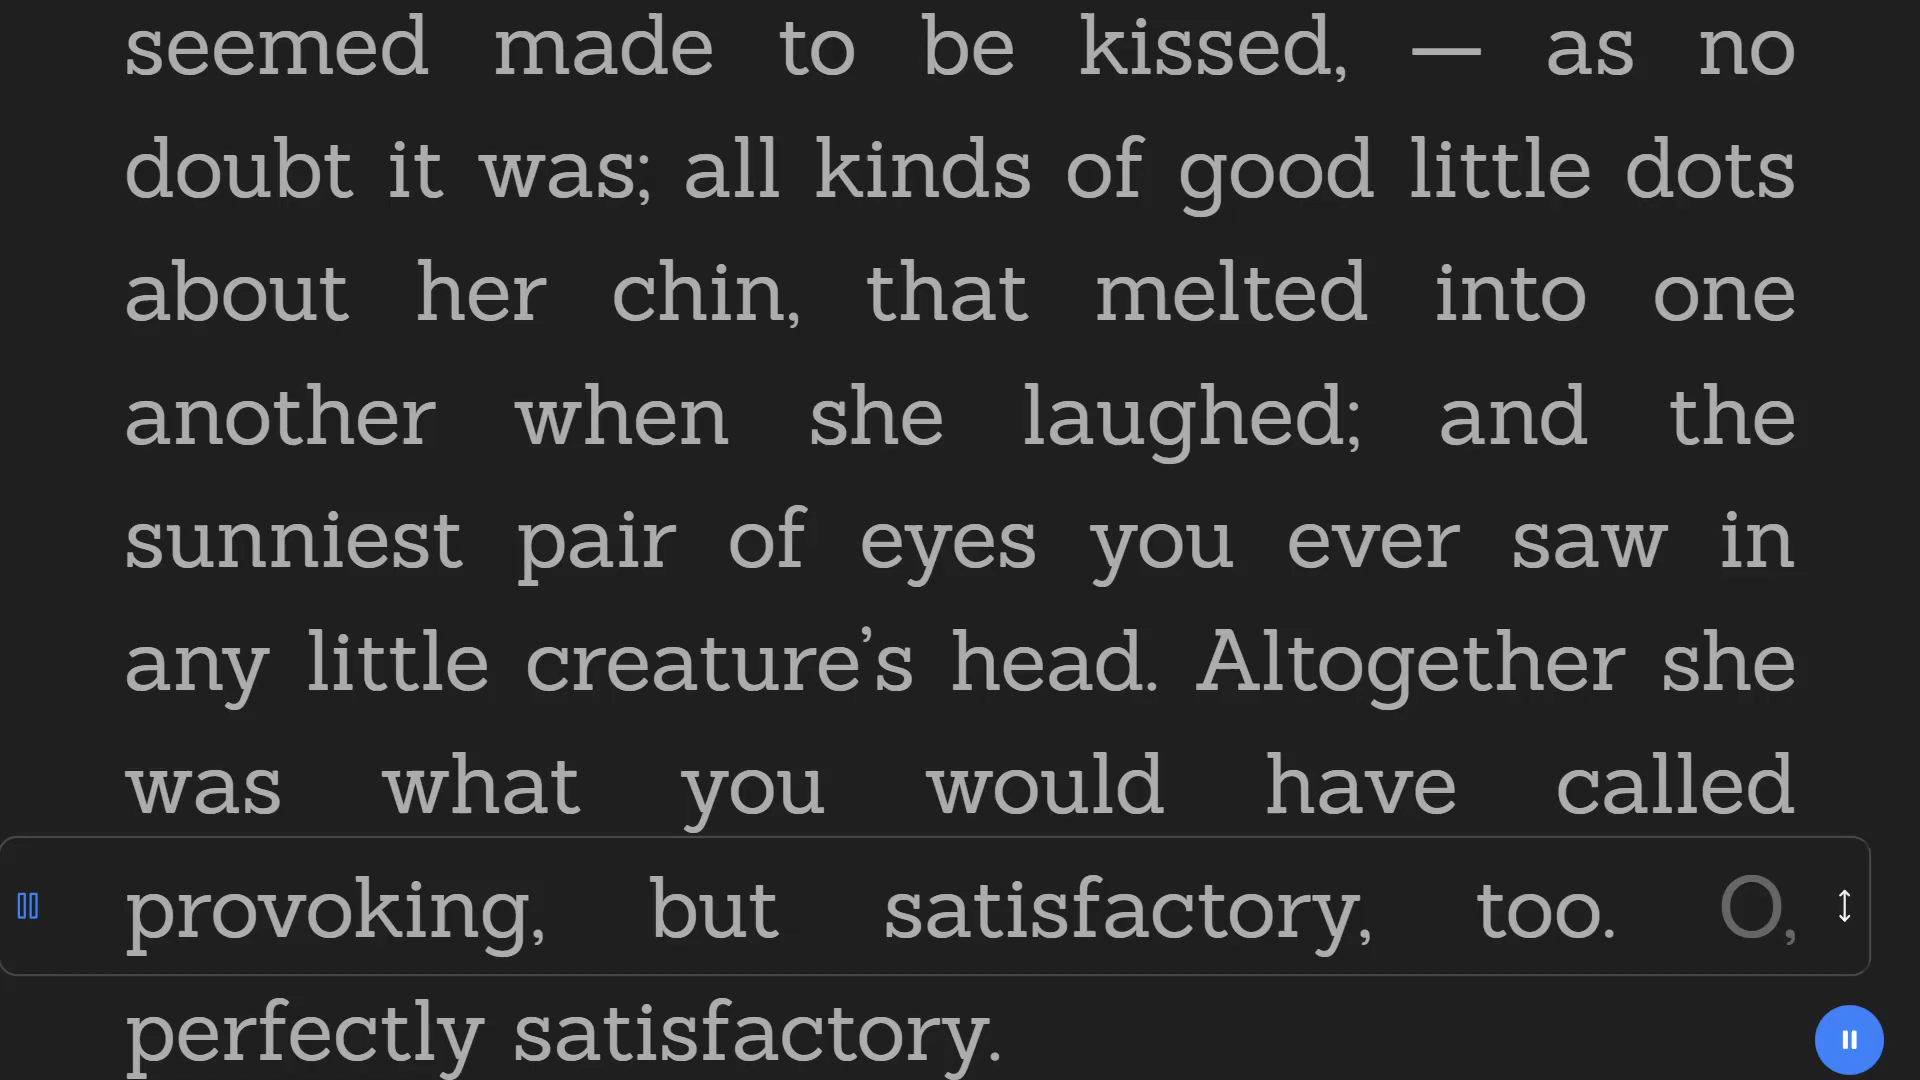 seemed made to be kissed, — as no
doubt it was; all kinds of good little dots
about her chin, that melted into one
another when she laughed; and the
sunniest pair of eyes you ever saw in
any little creature’s head. Altogether she
was what you would have called
provoking, but satisfactory, too. O,
perfectly satisfactory.